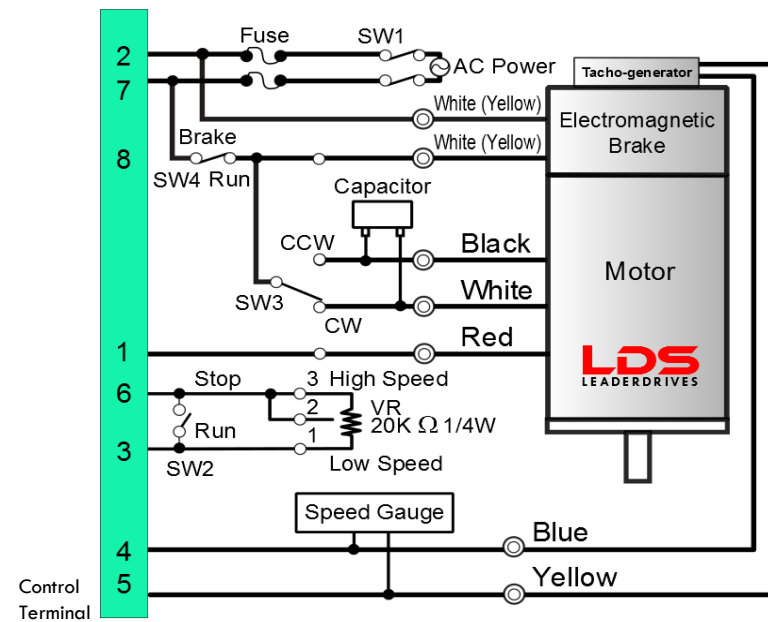 Fuse
SW1
2
AC Power
7
Tacho-generator
White (Yellow)
Electromagnetic
Brake
Brake
White (Yellow)
8
SW4 Run
Capacitor
CCW
Black
Motor
White
SW3
CW
Red
1
LDS
LEADERDRIVES
6
Stop
3 High Speed
2
VR
20K Ω 1/4W
Run
1
3
SW2
Low Speed
Speed Gauge
Blue
4
5
Yellow
Control
Terminal